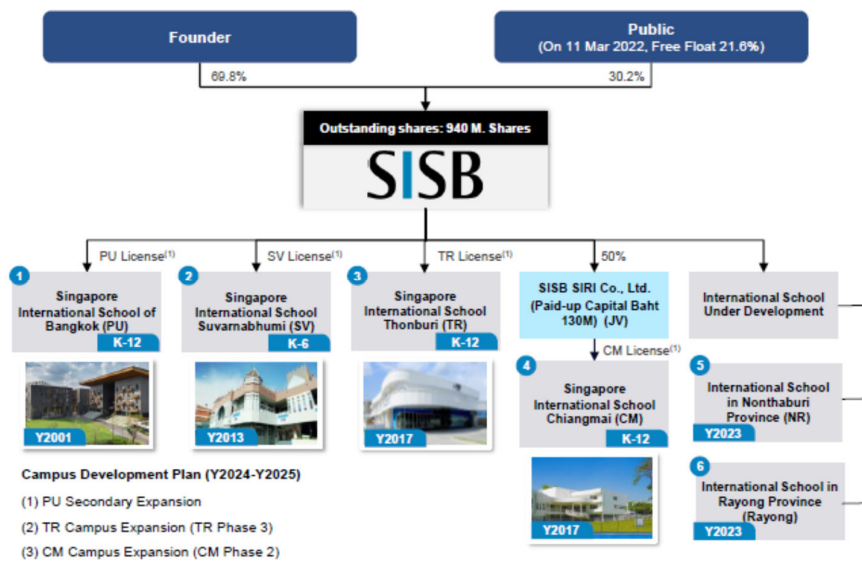 Founder
Public
(On 11 Mar 2022, Free Float 21.6%)
69.8%
30.2%
Outstanding shares: 940 M. Shares
SISB
PU License(1)
SV License(1)
TR License(1)
50%
1
Singapore
International School of
Bangkok (PU)
K-12
Y2001
2
Singapore
International School
Suvarnabhumi (SV)
K-6
Y2013
3
Singapore
International School
Thonburi (TR)
K-12
Y2017
SISB SIRI Co., Ltd.
(Paid-up Capital Baht
130M) (JV)
CM License(1)
4
Singapore
International School
Chiangmai (CM)
K-12
Y2017
International School
Under Development
5
International School
in Nonthaburi
Province (NR)
Y2023
6
International School in
Rayong Province
(Rayong)
Y2023
Campus Development Plan (Y2024-Y2025)
(1) PU Secondary Expansion
(2) TR Campus Expansion (TR Phase 3)
(3) CM Campus Expansion (CM Phase 2)